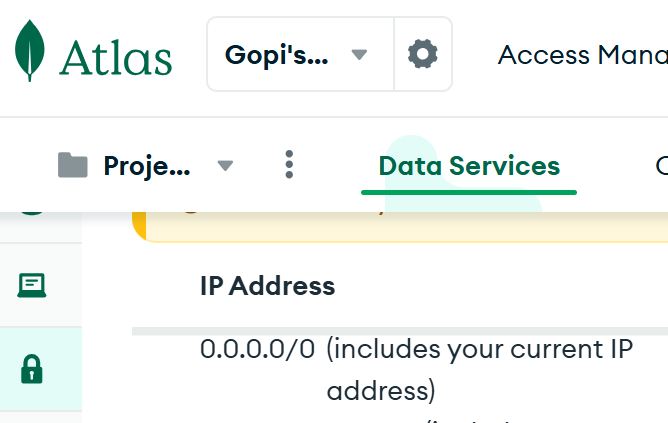 Atlas
Gopi's...
Access Mana
Proje...
Data Services
IP Address
0.0.0.0/0 (includes your current IP
address)